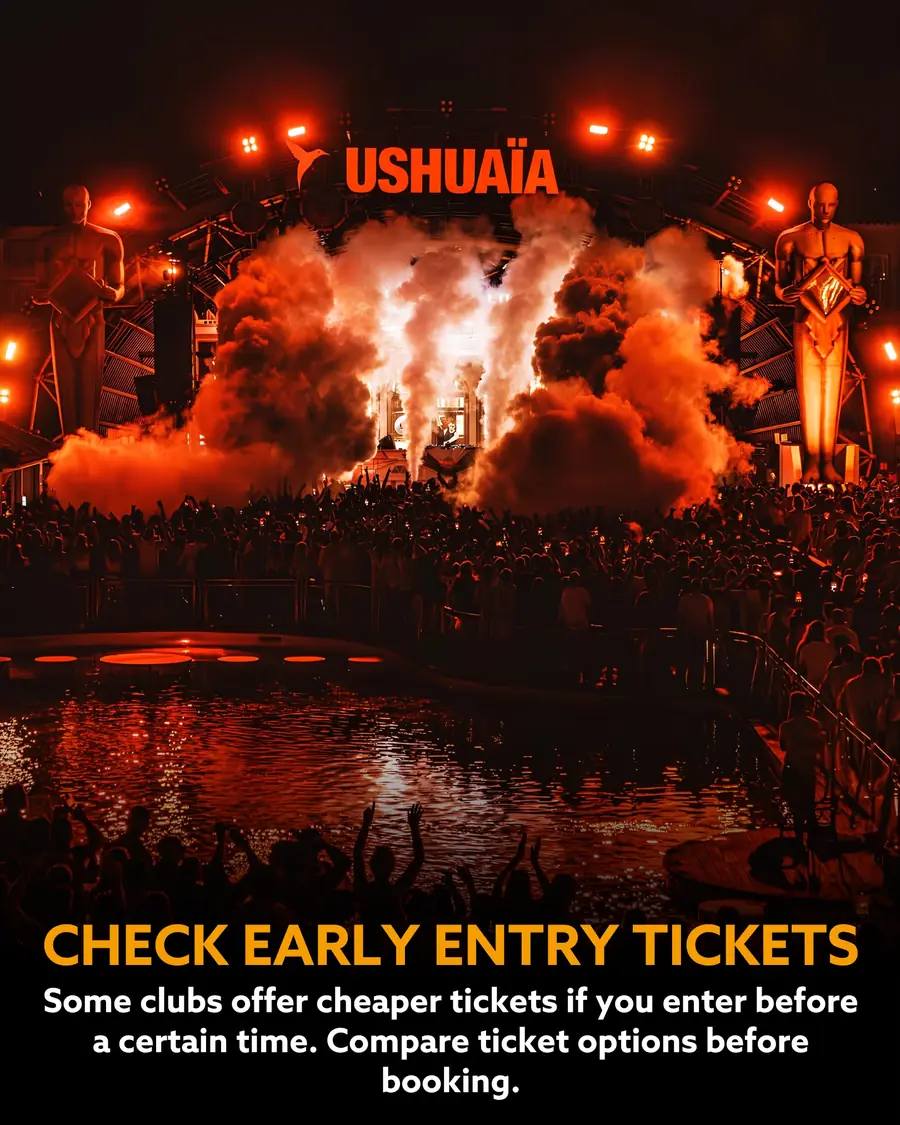 USHUAÏA
CHECK EARLY ENTRY TICKETS
Some clubs offer cheaper tickets if you enter before
a certain time. Compare ticket options before
booking.